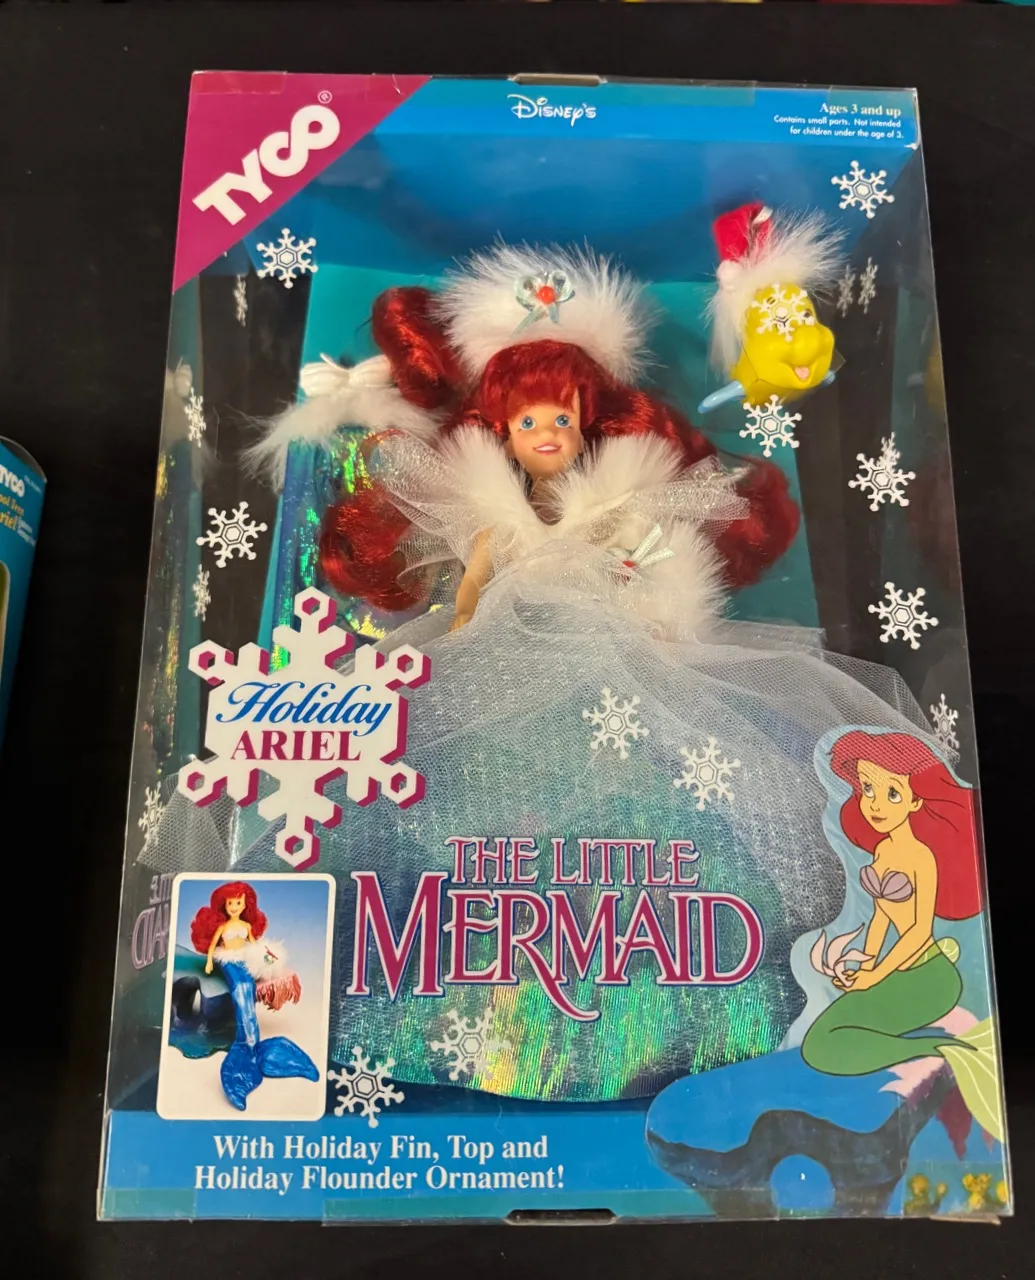 TYCO®
Disney's
Ages 3 and up
Contains small parts. Not intended
for children under the age of 3.
Holiday
ARIEL
THE LITTLE
MERMAID
With Holiday Fin, Top and
Holiday Flounder Ornament!
TYCO